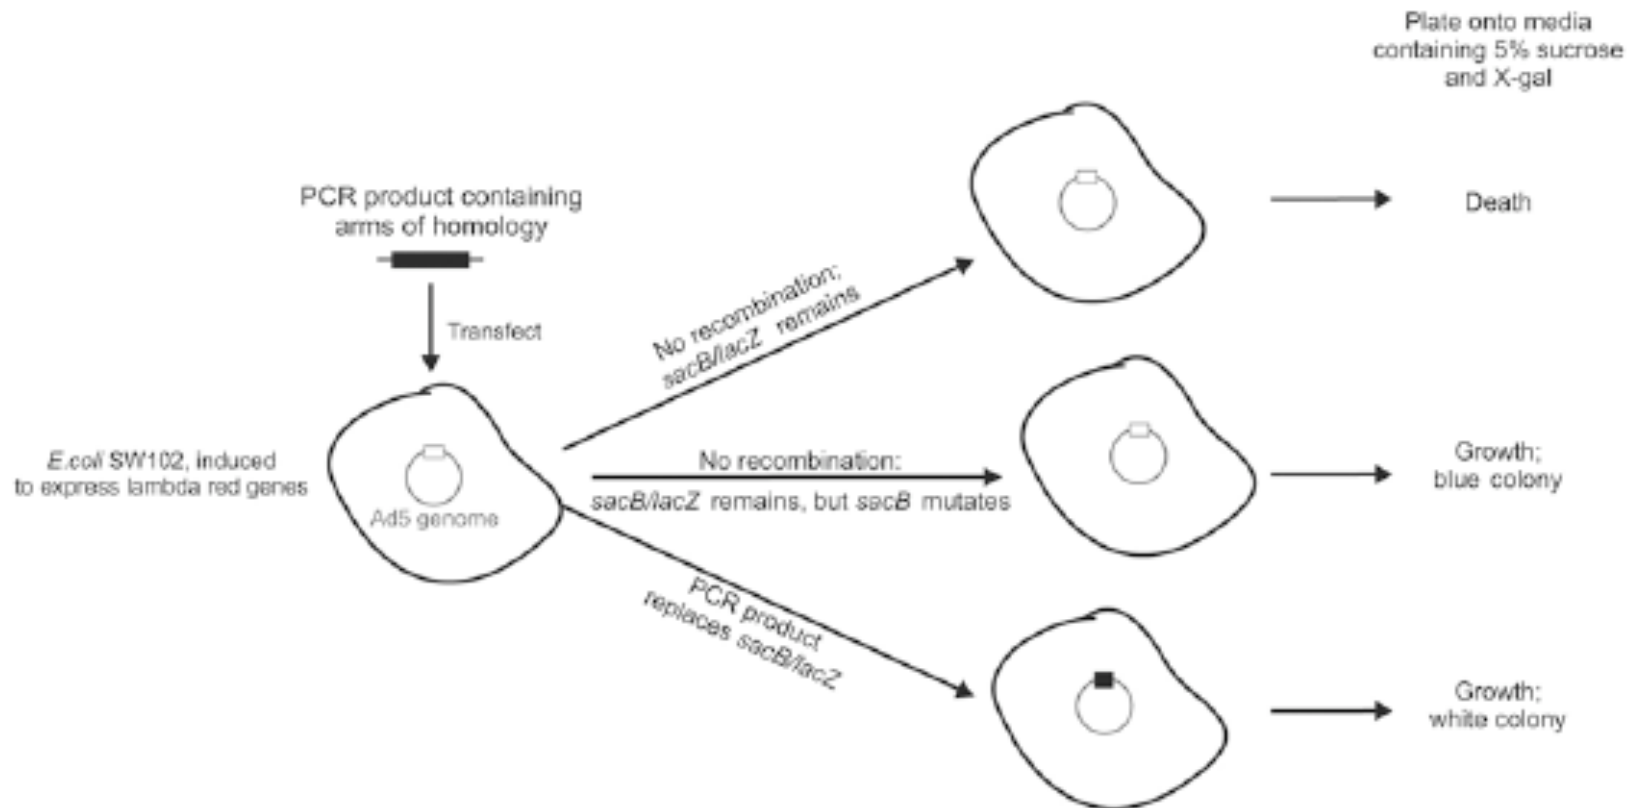 Plate onto media
containing 5% sucrose
and X-gal
PCR product containing
arms of homology
Transfect
E.coli SW102, induced
to express lambda red genes
Ad5 genome
No recombination:
sacB/lacZ remains
Death
No recombination:
sacB/lacZ remains, but sacB mutates
Growth;
blue colony
PCR product
replaces sacB/lacZ
Growth;
white colony